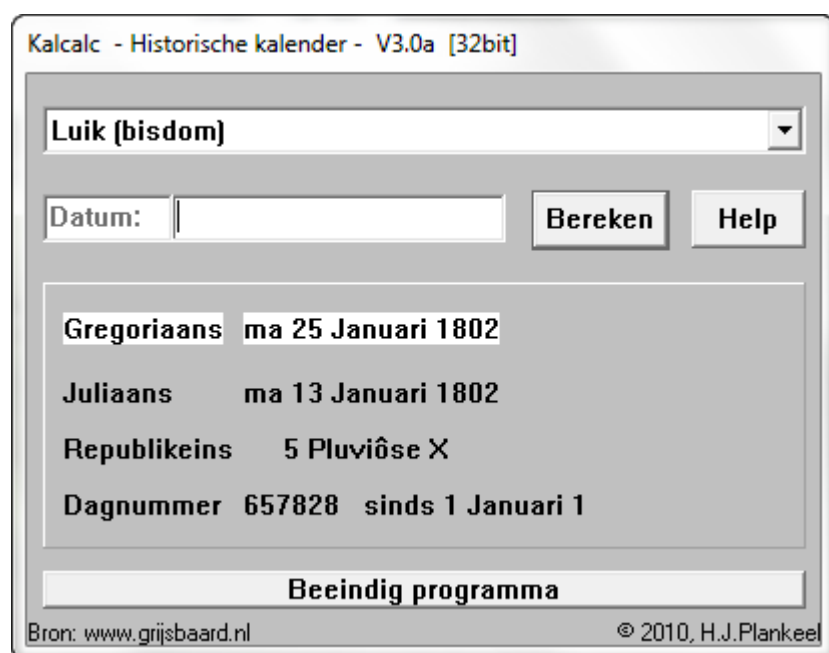 Kalcalc - Historische kalender - V3.0a [32bit]
Luik (bisdom)
Datum: Bereken Help
Gregoriaans ma 25 Januari 1802
Juliaans ma 13 Januari 1802
Republikeins 5 Pluviôse X
Dagnummer 657828 sinds 1 Januari 1
Beeindig programma
Bron: www.grijsbaard.nl © 2010, H.J.Plankeel